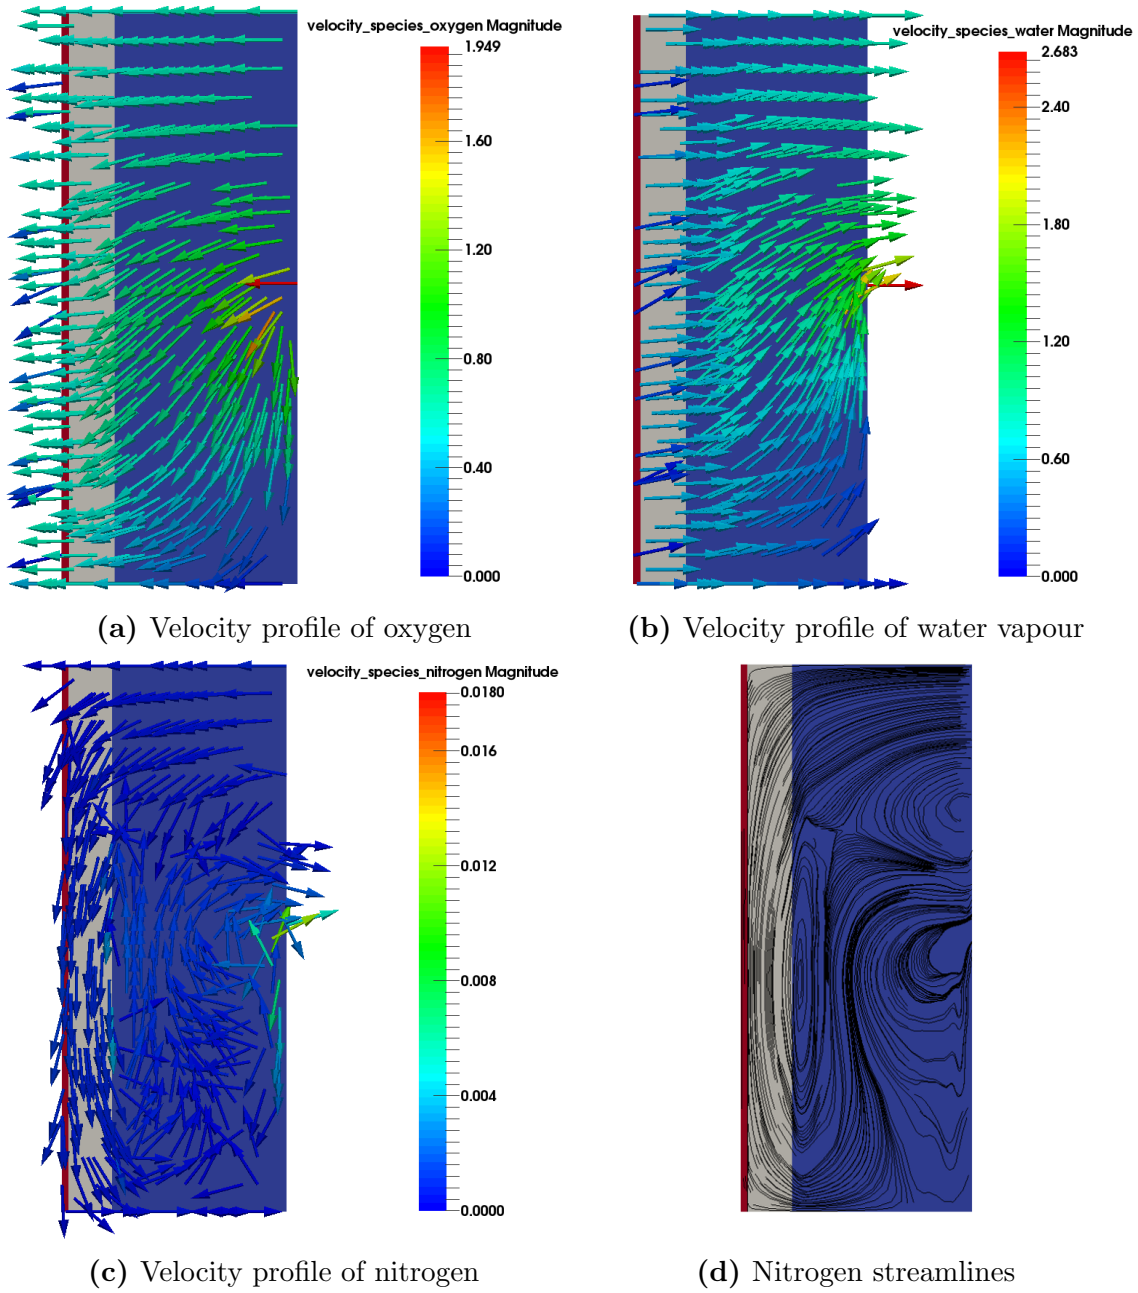 velocity_species_oxygen Magnitude
1.949
1.60
1.20
0.80
0.40
0.000
velocity_species_water Magnitude
2.683
2.40
1.80
1.20
0.60
0.000
(a) Velocity profile of oxygen
(b) Velocity profile of water vapour
velocity_species_nitrogen Magnitude
0.0180
0.016
0.012
0.008
0.004
0.0000
(c) Velocity profile of nitrogen
(d) Nitrogen streamlines